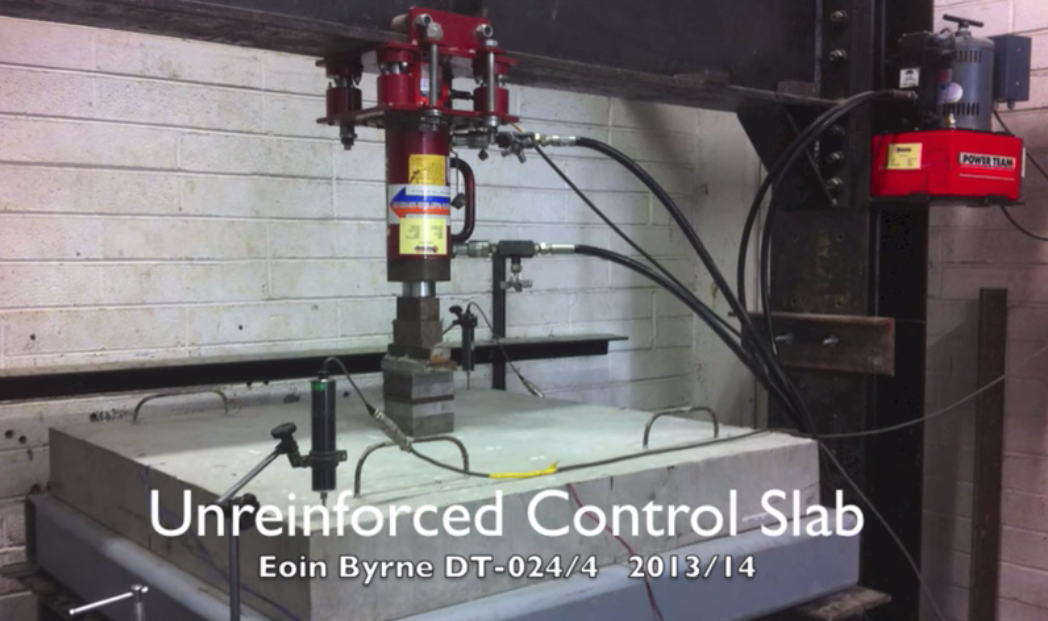 POWER TEAM
Unreinforced Control Slab
Eoin Byrne DT-024/4 2013/14